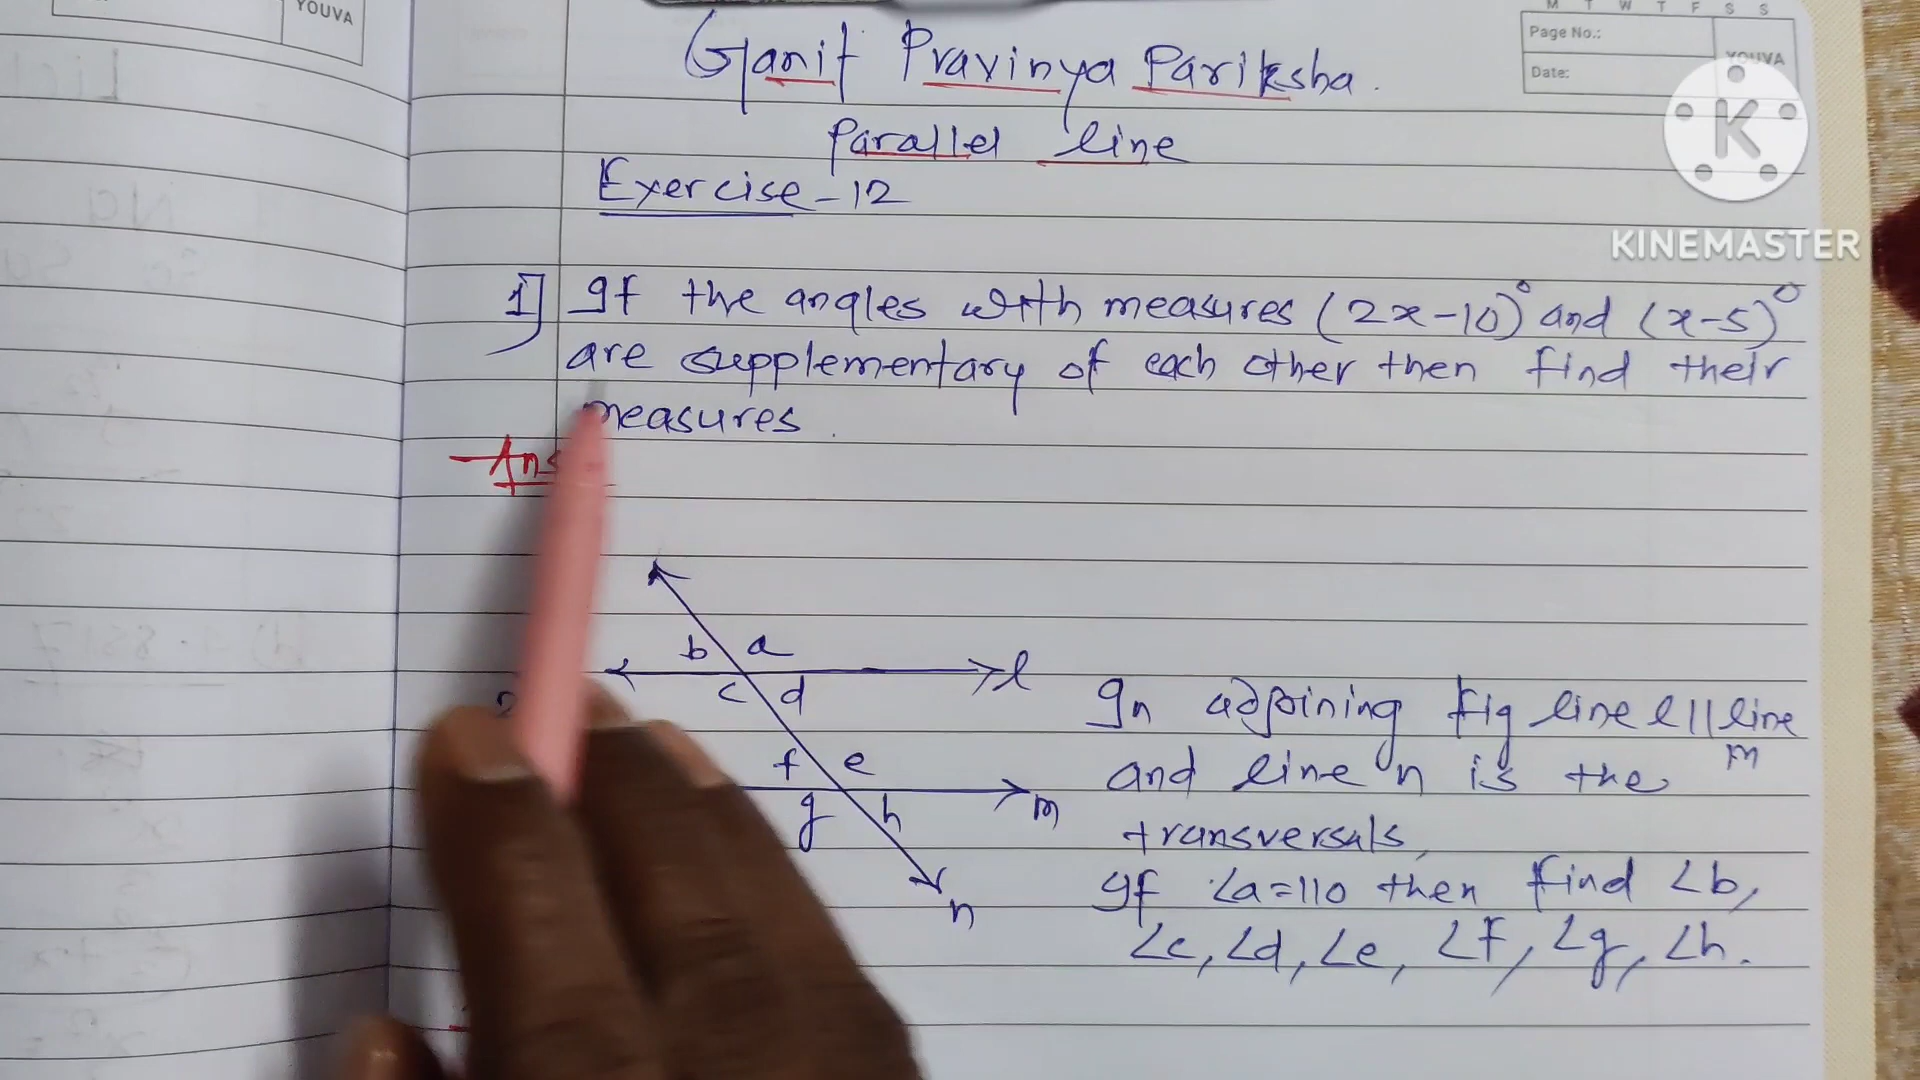 YOUVA
M T W T F S S
Page No.:
YOUVA
Date:
Ganit Pravinya Pariksha.
Parallel line
Exercise-12
K
KINEMASTER
1] If the angles with measures (2x-10)° and (x-5)°
are supplementary of each other then find their
measures.
Ans
b a
l
c d
f e
m
g h
n
In adjoining fig line l||line
m
and line n is the
transversals,
If ∠a=110 then find ∠b,
∠c, ∠d, ∠e, ∠f, ∠g, ∠h.